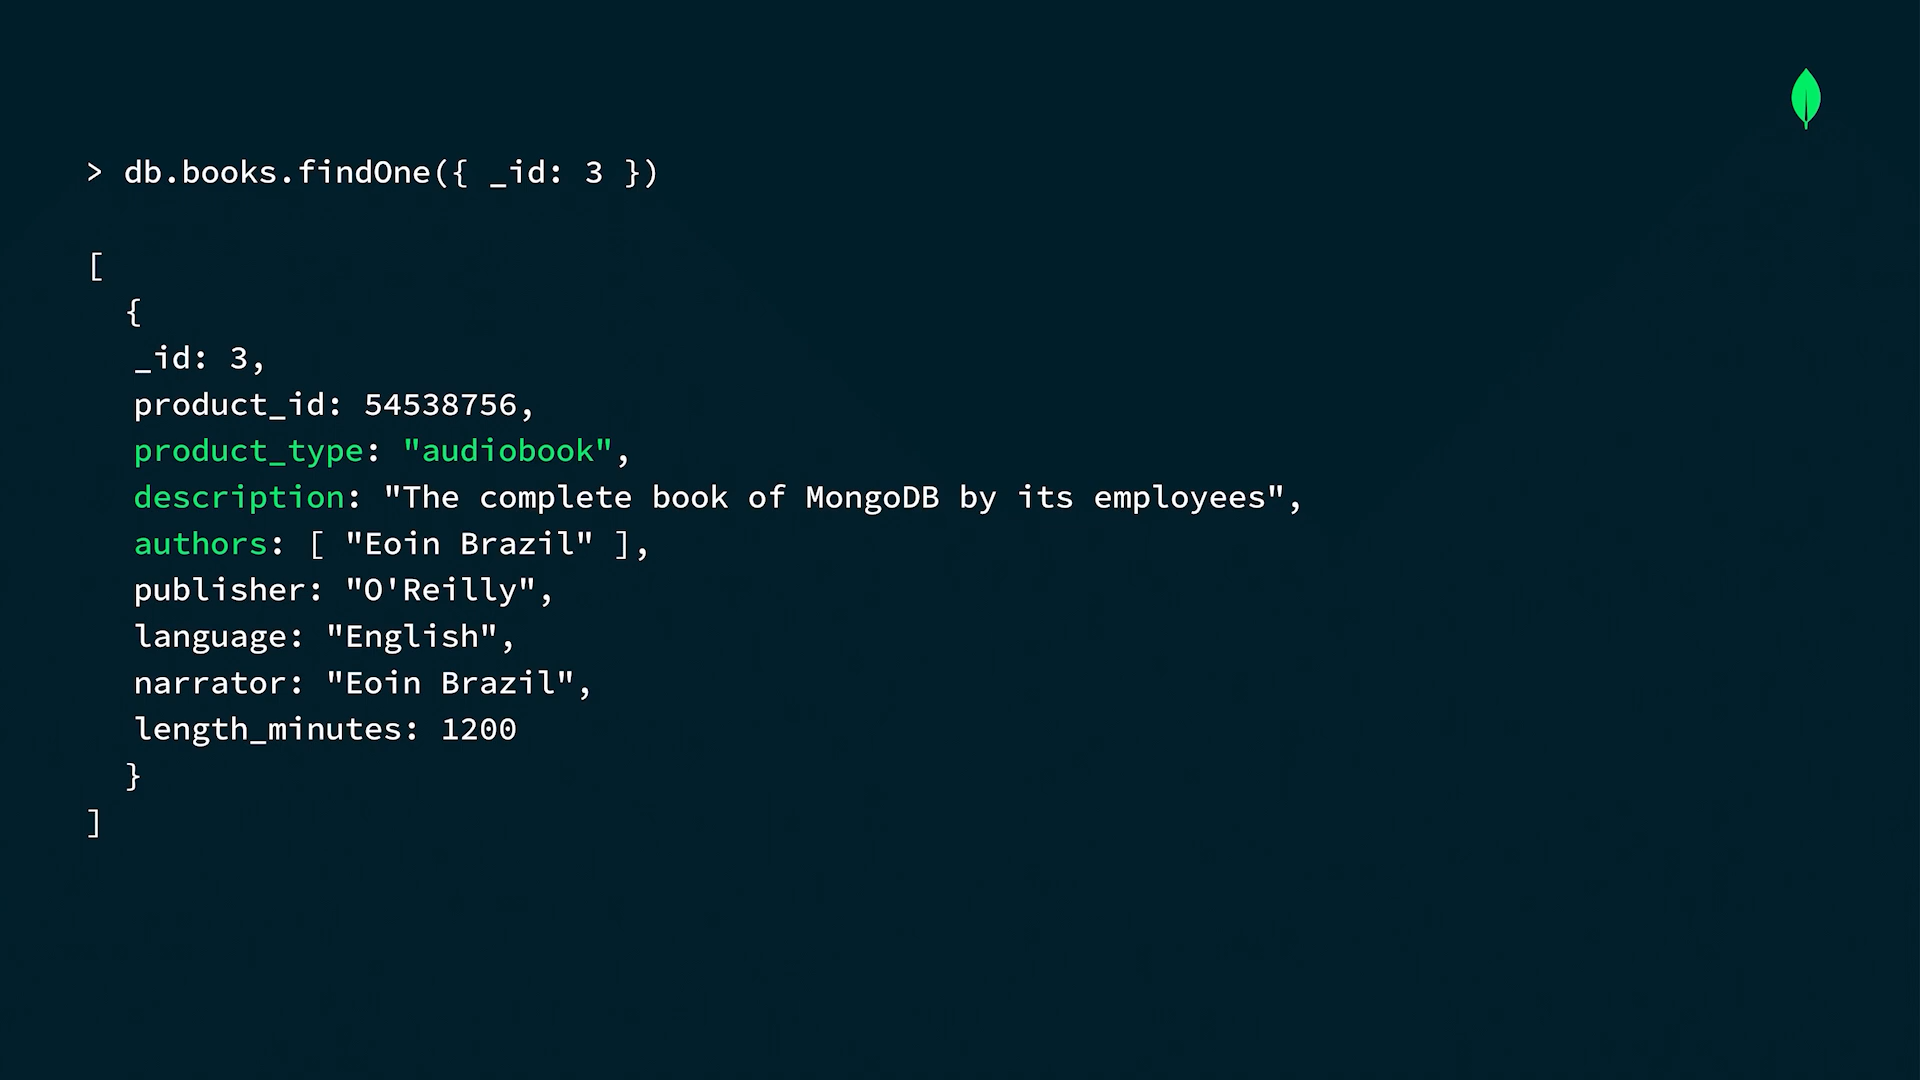 > db.books.findOne({ _id: 3 })
[
{
_id: 3,
product_id: 54538756,
product_type: "audiobook",
description: "The complete book of MongoDB by its employees",
authors: [ "Eoin Brazil" ],
publisher: "O'Reilly",
language: "English",
narrator: "Eoin Brazil",
length_minutes: 1200
}
]